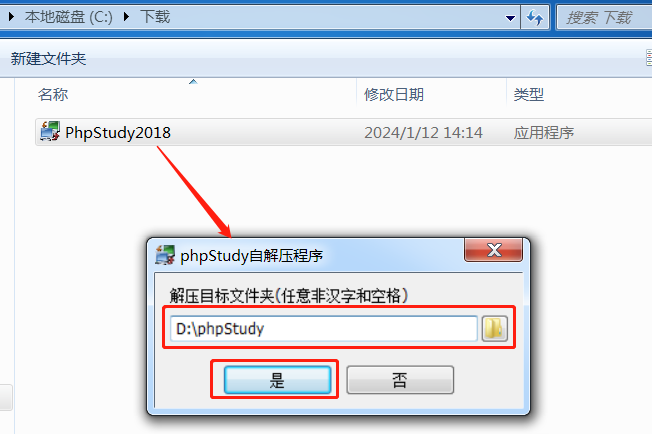 本地磁盘 (C:) 下载
搜索 下载
新建文件夹
名称 修改日期 类型
PhpStudy2018 2024/1/12 14:14 应用程序
phpStudy自解压程序
解压目标文件夹(任意非汉字和空格)
D:\phpStudy
是 否